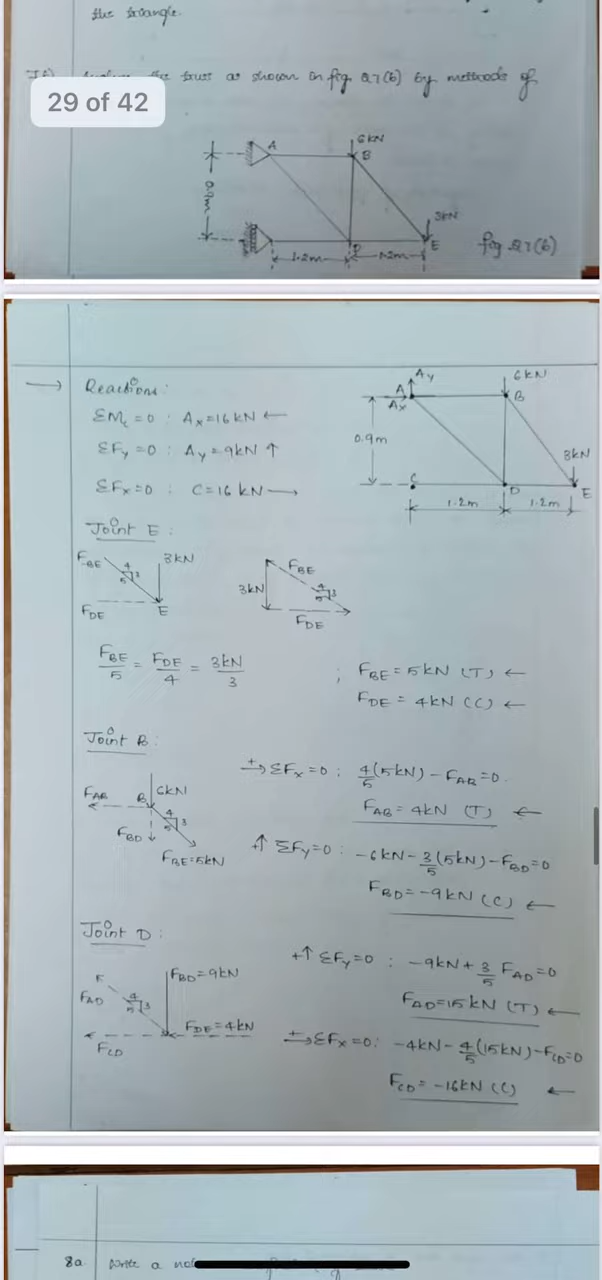 the triangle.
the trust as shown in fig Q7(b) by methods of
29 of 42
6kN
A
B
0.9m
3kN
D
E
1.2m
1.2m
fig Q7(b)
→ Reactions:
ΣMc = 0 : Ax = 16 kN ←
ΣFy = 0 : Ay = 9kN ↑
ΣFx = 0 : C = 16 kN →
Ay
6kN
A
B
Ax
0.9m
3kN
C
D
E
1.2m
1.2m
Joint E:
FBE
4
3
5
3kN
FDE
E
FBE
3kN
4
3
5
FDE
FBE/5 = FDE/4 = 3kN/3 ; FBE = 5kN (T) ←
FDE = 4kN (C) ←
Joint B:
FAB
B
6kN
4
3
5
FBD
FBE = 5kN
+→ ΣFx = 0 ; 4/5 (5kN) - FAB = 0.
FAB = 4kN (T) ←
↑ ΣFy = 0 : -6kN - 3/5 (5kN) - FBD = 0
FBD = -9kN (C) ←
Joint D:
FBD = 9kN
FAD
4
3
5
FDE = 4kN
FCD
+↑ ΣFy = 0 : -9kN + 3/5 FAD = 0
FAD = 15 kN (T) ←
+→ ΣFx = 0 : -4kN - 4/5 (15kN) - FCD = 0
FCD = -16kN (C) ←
8a
Write a